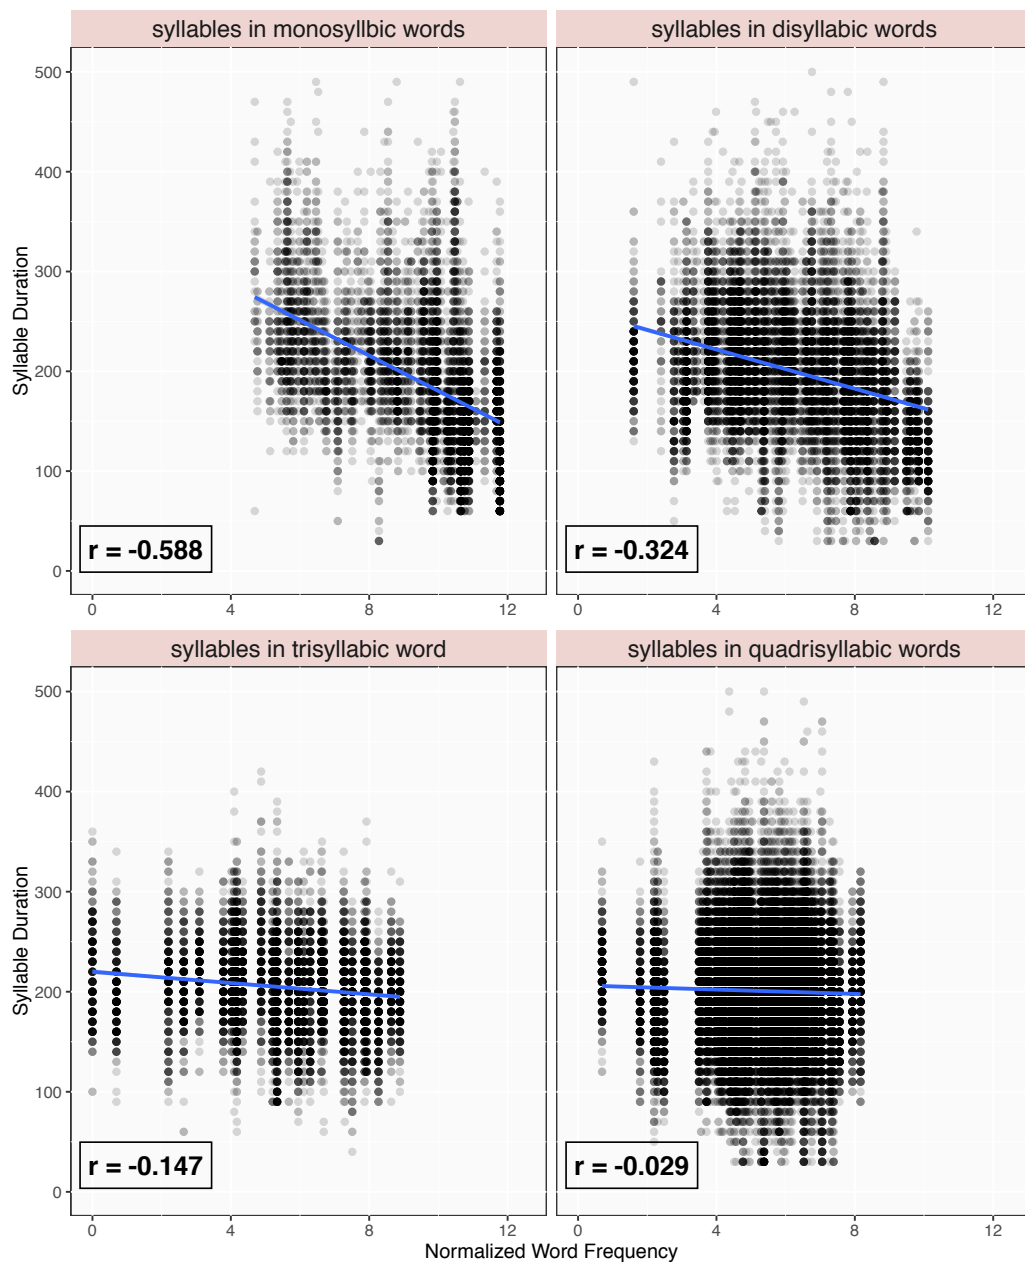 syllables in monosyllbic words
syllables in disyllabic words
500
400
300
200
100
0
Syllable Duration
r = -0.588
r = -0.324
0 4 8 12
0 4 8 12
syllables in trisyllabic word
syllables in quadrisyllabic words
500
400
300
200
100
0
Syllable Duration
r = -0.147
r = -0.029
0 4 8 12
0 4 8 12
Normalized Word Frequency